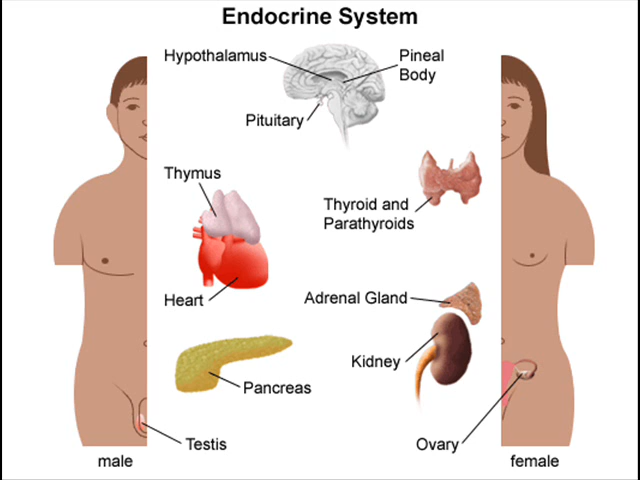 Endocrine System
Hypothalamus
Pineal
Body
Pituitary
Thymus
Thyroid and
Parathyroids
Heart
Adrenal Gland
Kidney
Pancreas
Testis
Ovary
male
female